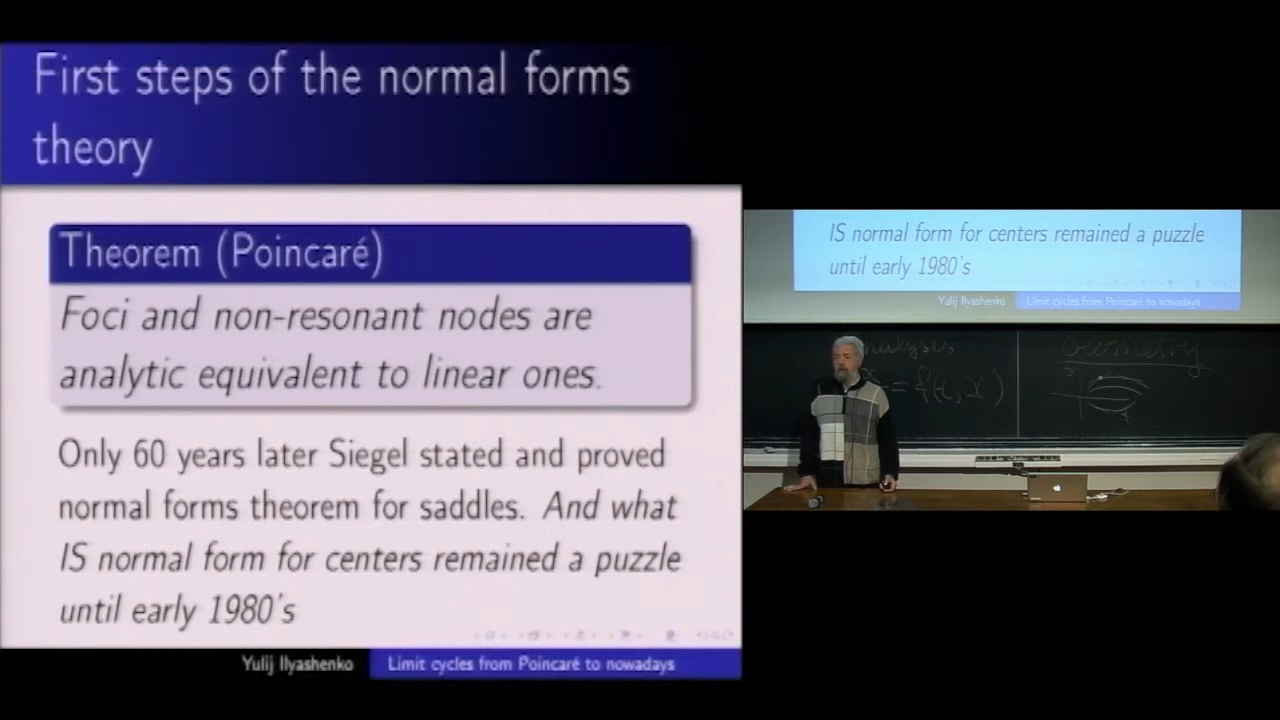 First steps of the normal forms
theory
Theorem (Poincaré)
Foci and non-resonant nodes are
analytic equivalent to linear ones.
Only 60 years later Siegel stated and proved
normal forms theorem for saddles. And what
IS normal form for centers remained a puzzle
until early 1980's
Yulij Ilyashenko Limit cycles from Poincaré to nowadays
IS normal form for centers remained a puzzle
until early 1980's
Yulij Ilyashenko Limit cycles from Poincaré to nowadays
Geometry
= f(t, x)